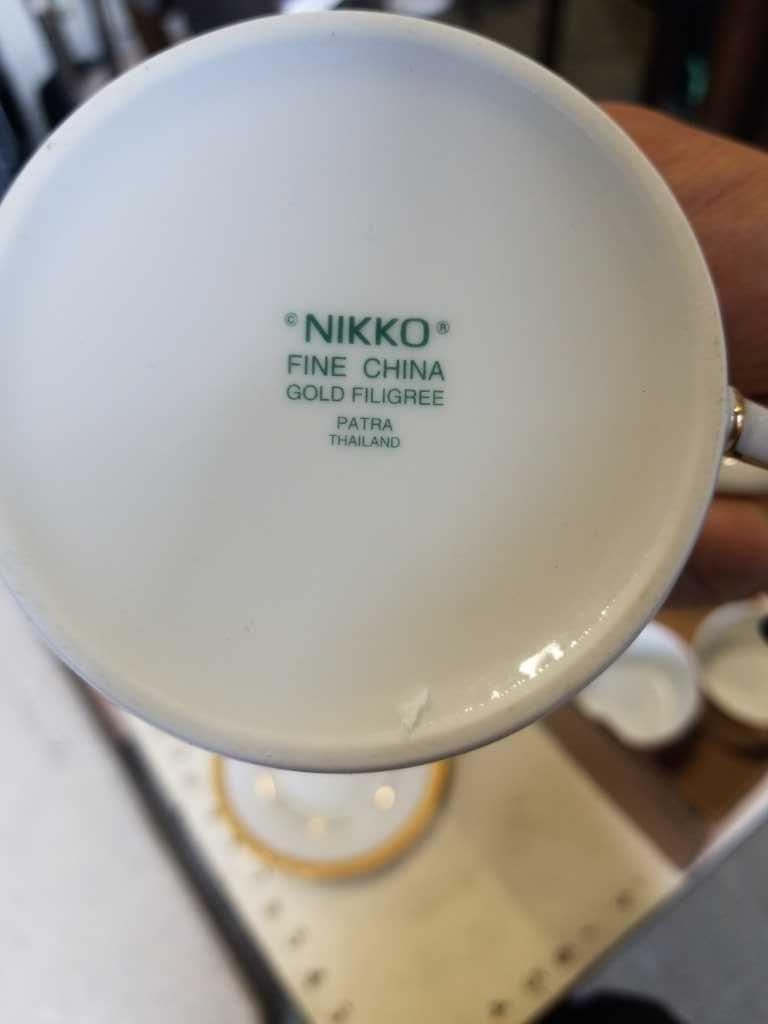 © NIKKO ®
FINE CHINA
GOLD FILIGREE
PATRA
THAILAND